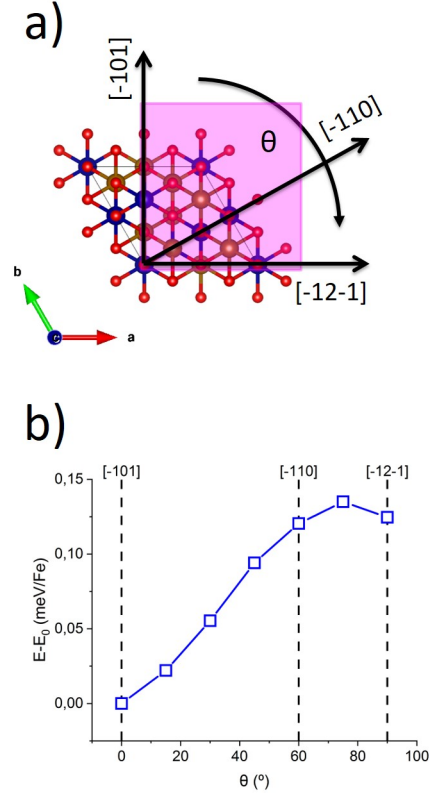 a)
[-101]
[-110]
θ
[-12-1]
b
a
b)
[-101]
[-110]
[-12-1]
0,15
0,10
0,05
0,00
E-E0 (meV/Fe)
0
20
40
60
80
100
θ (º)